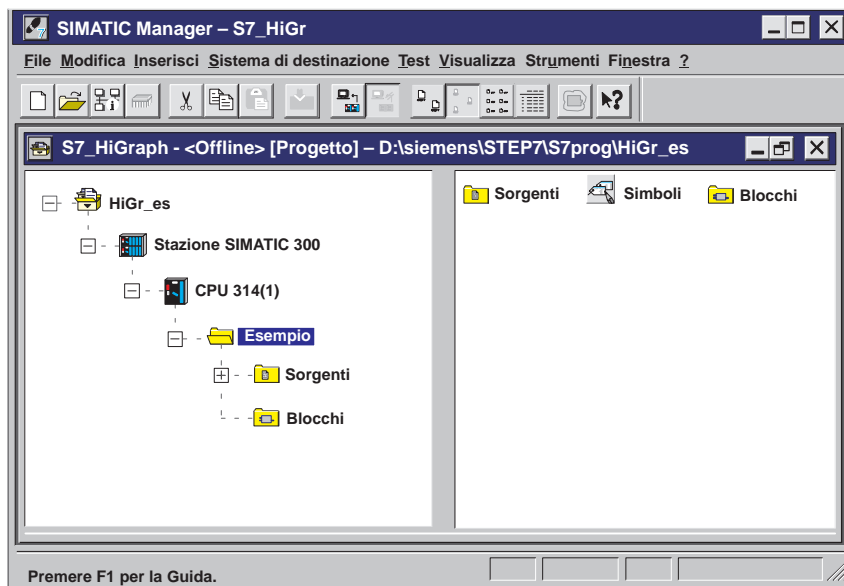 SIMATIC Manager – S7_HiGr
File Modifica Inserisci Sistema di destinazione Test Visualizza Strumenti Finestra ?
S7_HiGraph - <Offline> [Progetto] – D:\siemens\STEP7\S7prog\HiGr_es
HiGr_es
Stazione SIMATIC 300
CPU 314(1)
Esempio
Sorgenti
Blocchi
Sorgenti Simboli Blocchi
Premere F1 per la Guida.